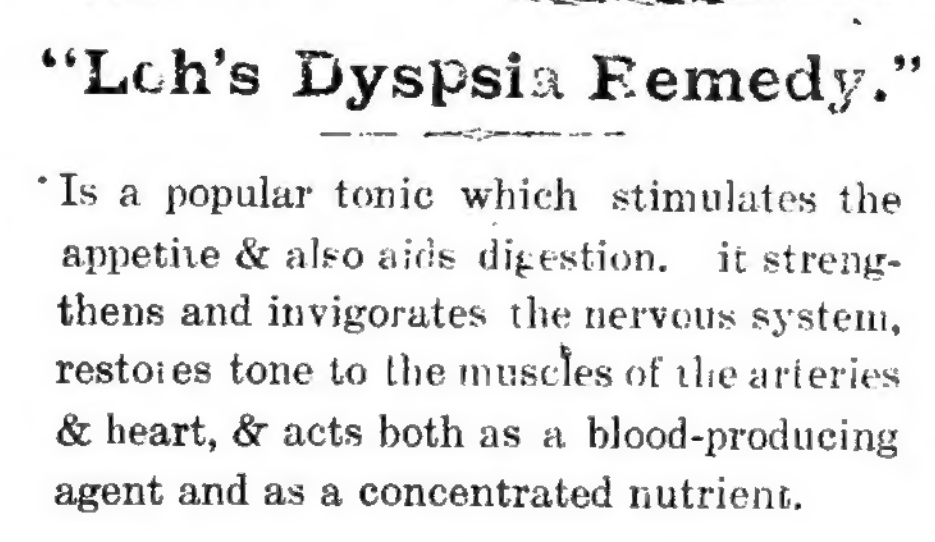 "Loh's Dyspsia Remedy."
Is a popular tonic which stimulates the
appetite & also aids digestion. it streng-
thens and invigorates the nervous system,
restores tone to the muscles of the arteries
& heart, & acts both as a blood-producing
agent and as a concentrated nutrient.